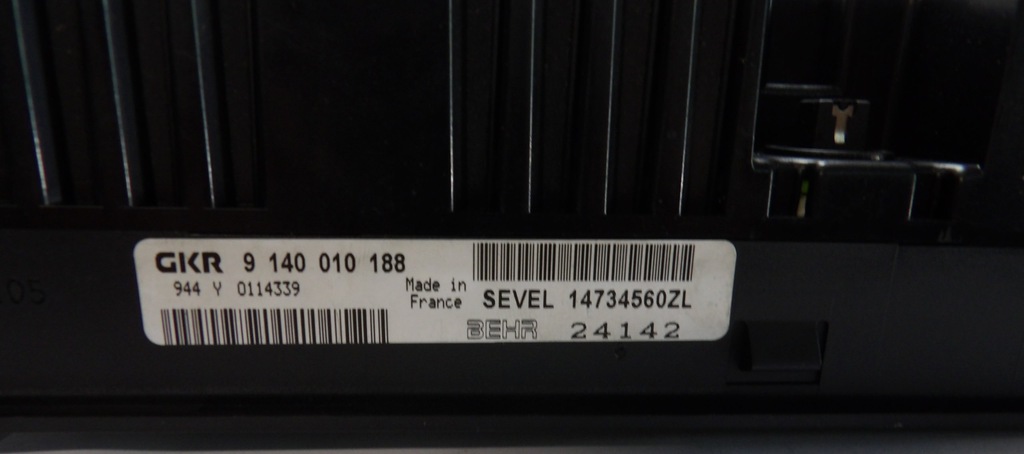 GKR 9 140 010 188
944 Y 0114339
Made in
France
SEVEL 14734560ZL
BEHR 24142